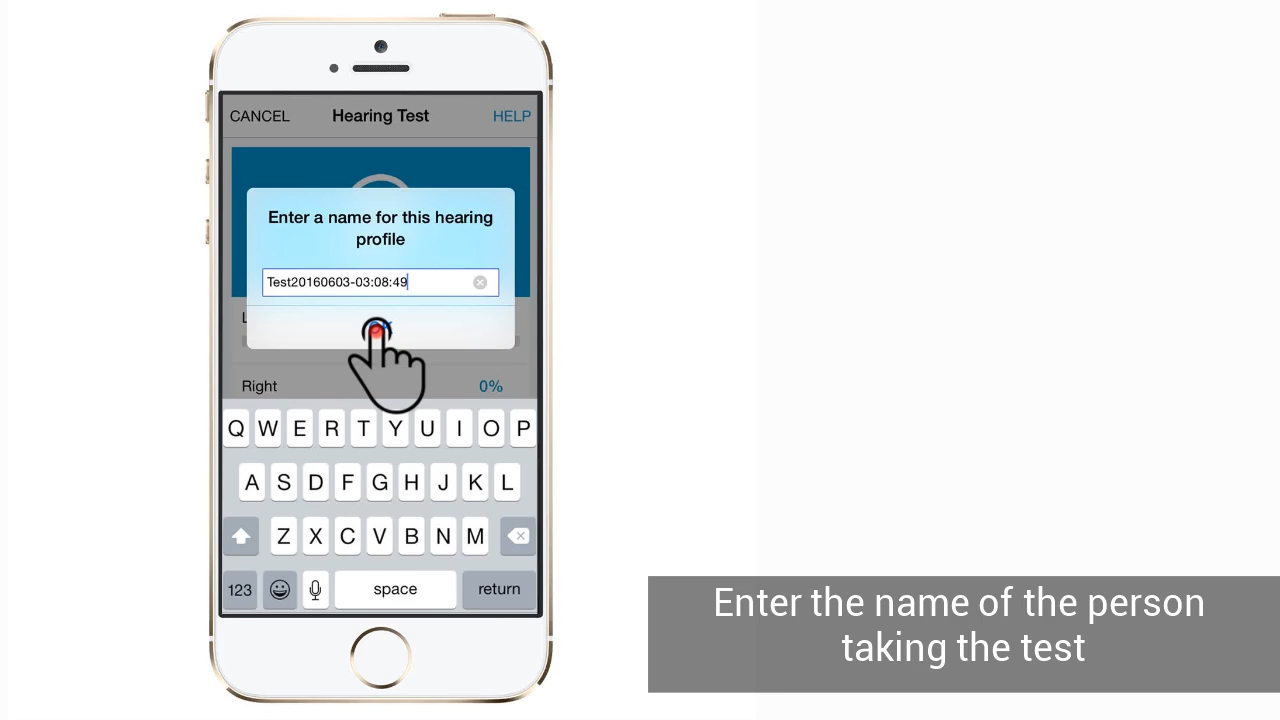 CANCEL Hearing Test HELP
Enter a name for this hearing
profile
Test20160603-03:08:49
Right 0%
Q W E R T Y U I O P
A S D F G H J K L
Z X C V B N M
123 space return
Enter the name of the person
taking the test